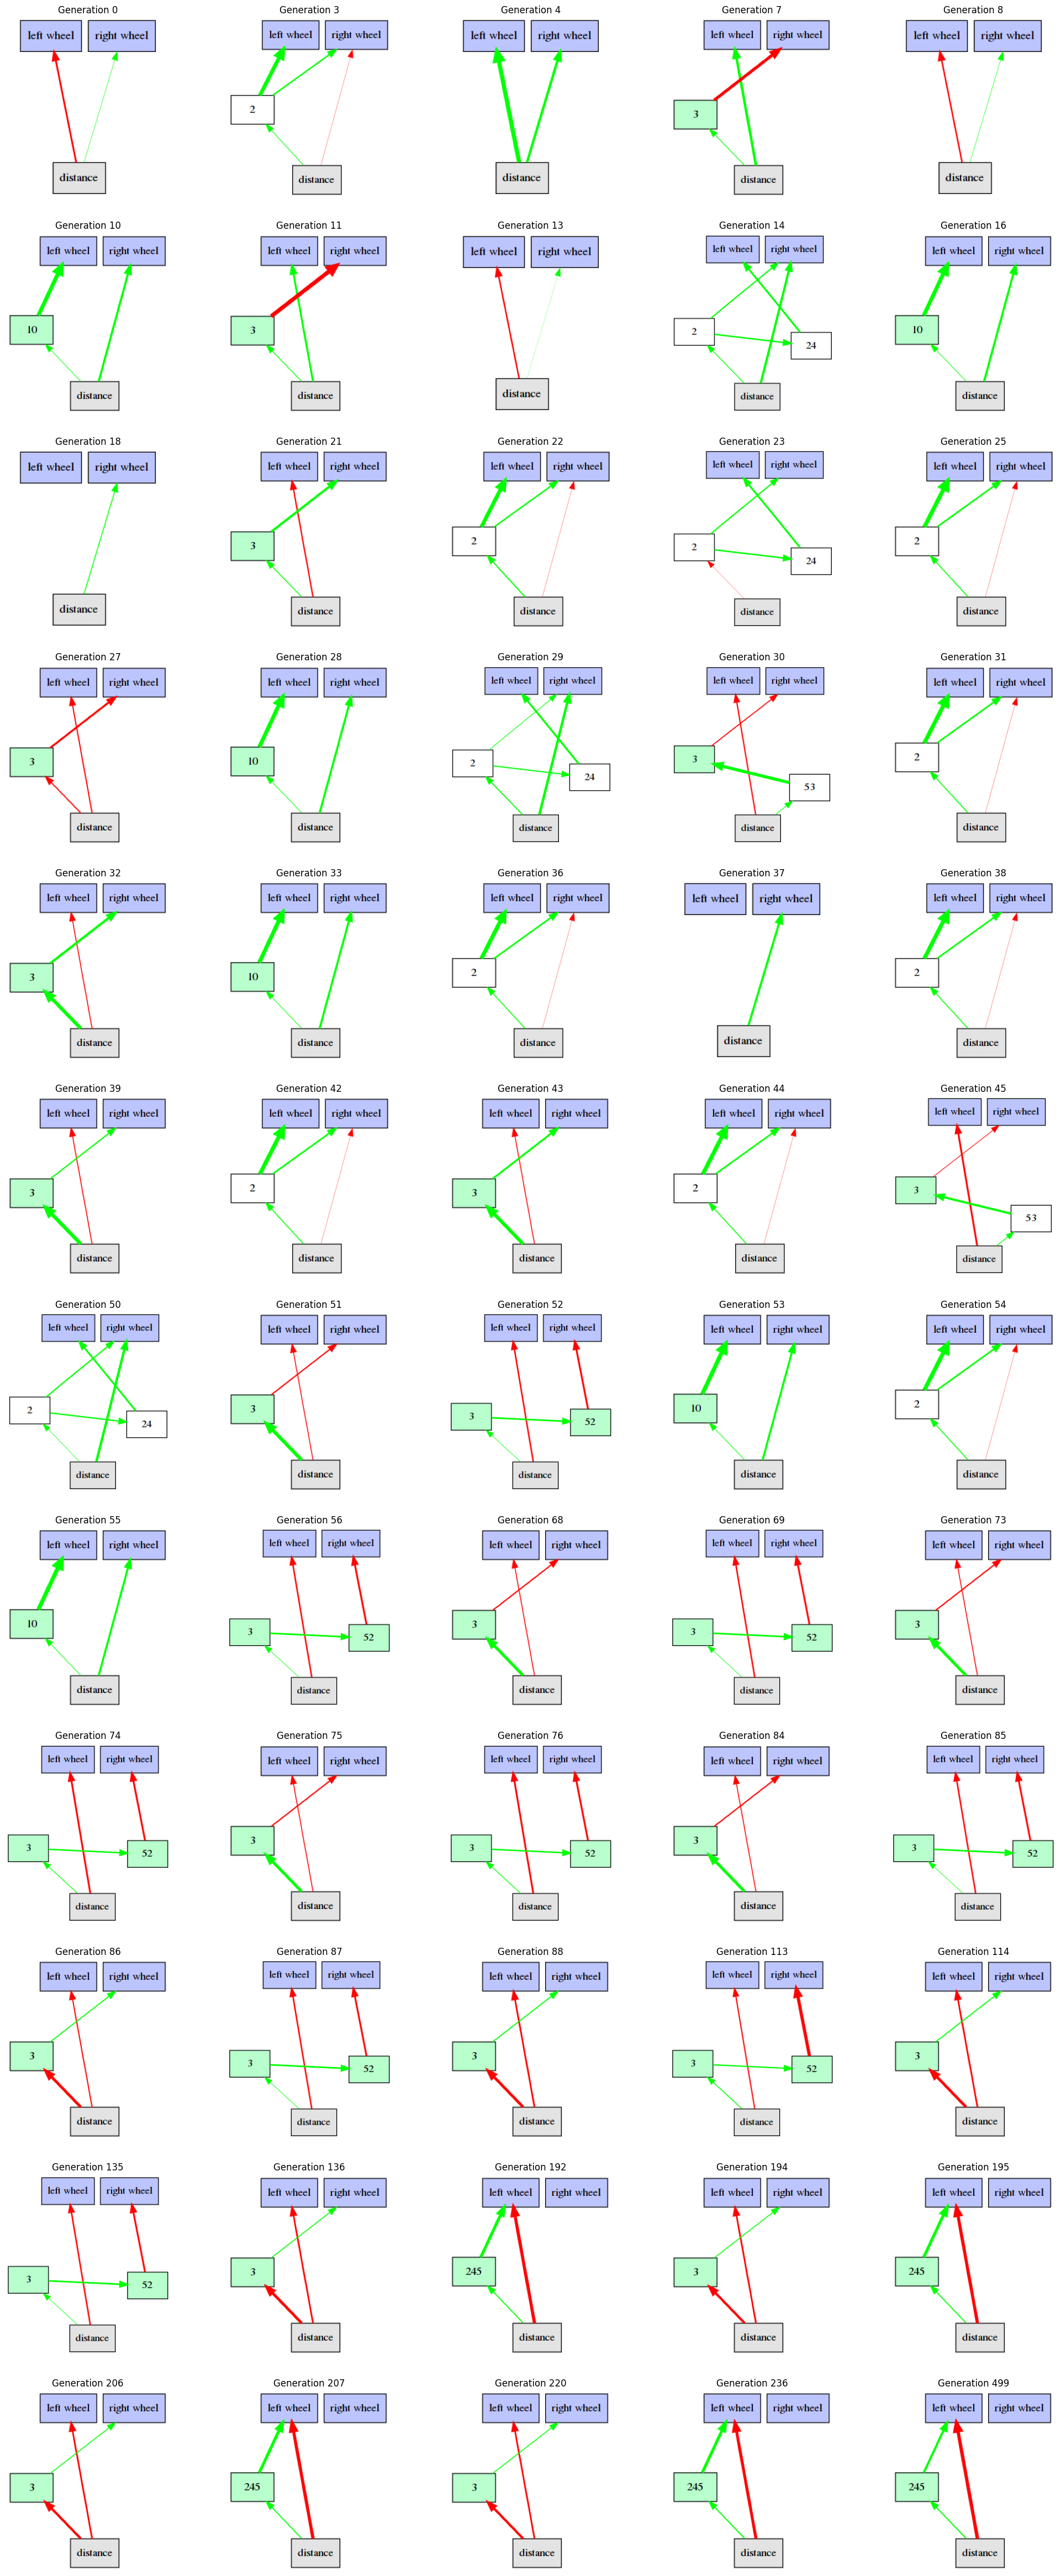 Generation 0
left wheel right wheel
distance
Generation 3
left wheel right wheel
2
distance
Generation 4
left wheel right wheel
distance
Generation 7
left wheel right wheel
3
distance
Generation 8
left wheel right wheel
distance
Generation 10
left wheel right wheel
10
distance
Generation 11
left wheel right wheel
3
distance
Generation 13
left wheel right wheel
distance
Generation 14
left wheel right wheel
2
24
distance
Generation 16
left wheel right wheel
10
distance
Generation 18
left wheel right wheel
distance
Generation 21
left wheel right wheel
3
distance
Generation 22
left wheel right wheel
2
distance
Generation 23
left wheel right wheel
2
24
distance
Generation 25
left wheel right wheel
2
distance
Generation 27
left wheel right wheel
3
distance
Generation 28
left wheel right wheel
10
distance
Generation 29
left wheel right wheel
2
24
distance
Generation 30
left wheel right wheel
3
53
distance
Generation 31
left wheel right wheel
2
distance
Generation 32
left wheel right wheel
3
distance
Generation 33
left wheel right wheel
10
distance
Generation 36
left wheel right wheel
2
distance
Generation 37
left wheel right wheel
distance
Generation 38
left wheel right wheel
2
distance
Generation 39
left wheel right wheel
3
distance
Generation 42
left wheel right wheel
2
distance
Generation 43
left wheel right wheel
3
distance
Generation 44
left wheel right wheel
2
distance
Generation 45
left wheel right wheel
3
53
distance
Generation 50
left wheel right wheel
2
24
distance
Generation 51
left wheel right wheel
3
distance
Generation 52
left wheel right wheel
3
52
distance
Generation 53
left wheel right wheel
10
distance
Generation 54
left wheel right wheel
2
distance
Generation 55
left wheel right wheel
10
distance
Generation 56
left wheel right wheel
3
52
distance
Generation 68
left wheel right wheel
3
distance
Generation 69
left wheel right wheel
3
52
distance
Generation 73
left wheel right wheel
3
distance
Generation 74
left wheel right wheel
3
52
distance
Generation 75
left wheel right wheel
3
distance
Generation 76
left wheel right wheel
3
52
distance
Generation 84
left wheel right wheel
3
distance
Generation 85
left wheel right wheel
3
52
distance
Generation 86
left wheel right wheel
3
distance
Generation 87
left wheel right wheel
3
52
distance
Generation 88
left wheel right wheel
3
distance
Generation 113
left wheel right wheel
3
52
distance
Generation 114
left wheel right wheel
3
distance
Generation 135
left wheel right wheel
3
52
distance
Generation 136
left wheel right wheel
3
distance
Generation 192
left wheel right wheel
245
distance
Generation 194
left wheel right wheel
3
distance
Generation 195
left wheel right wheel
245
distance
Generation 206
left wheel right wheel
3
distance
Generation 207
left wheel right wheel
245
distance
Generation 220
left wheel right wheel
3
distance
Generation 236
left wheel right wheel
245
distance
Generation 499
left wheel right wheel
245
distance